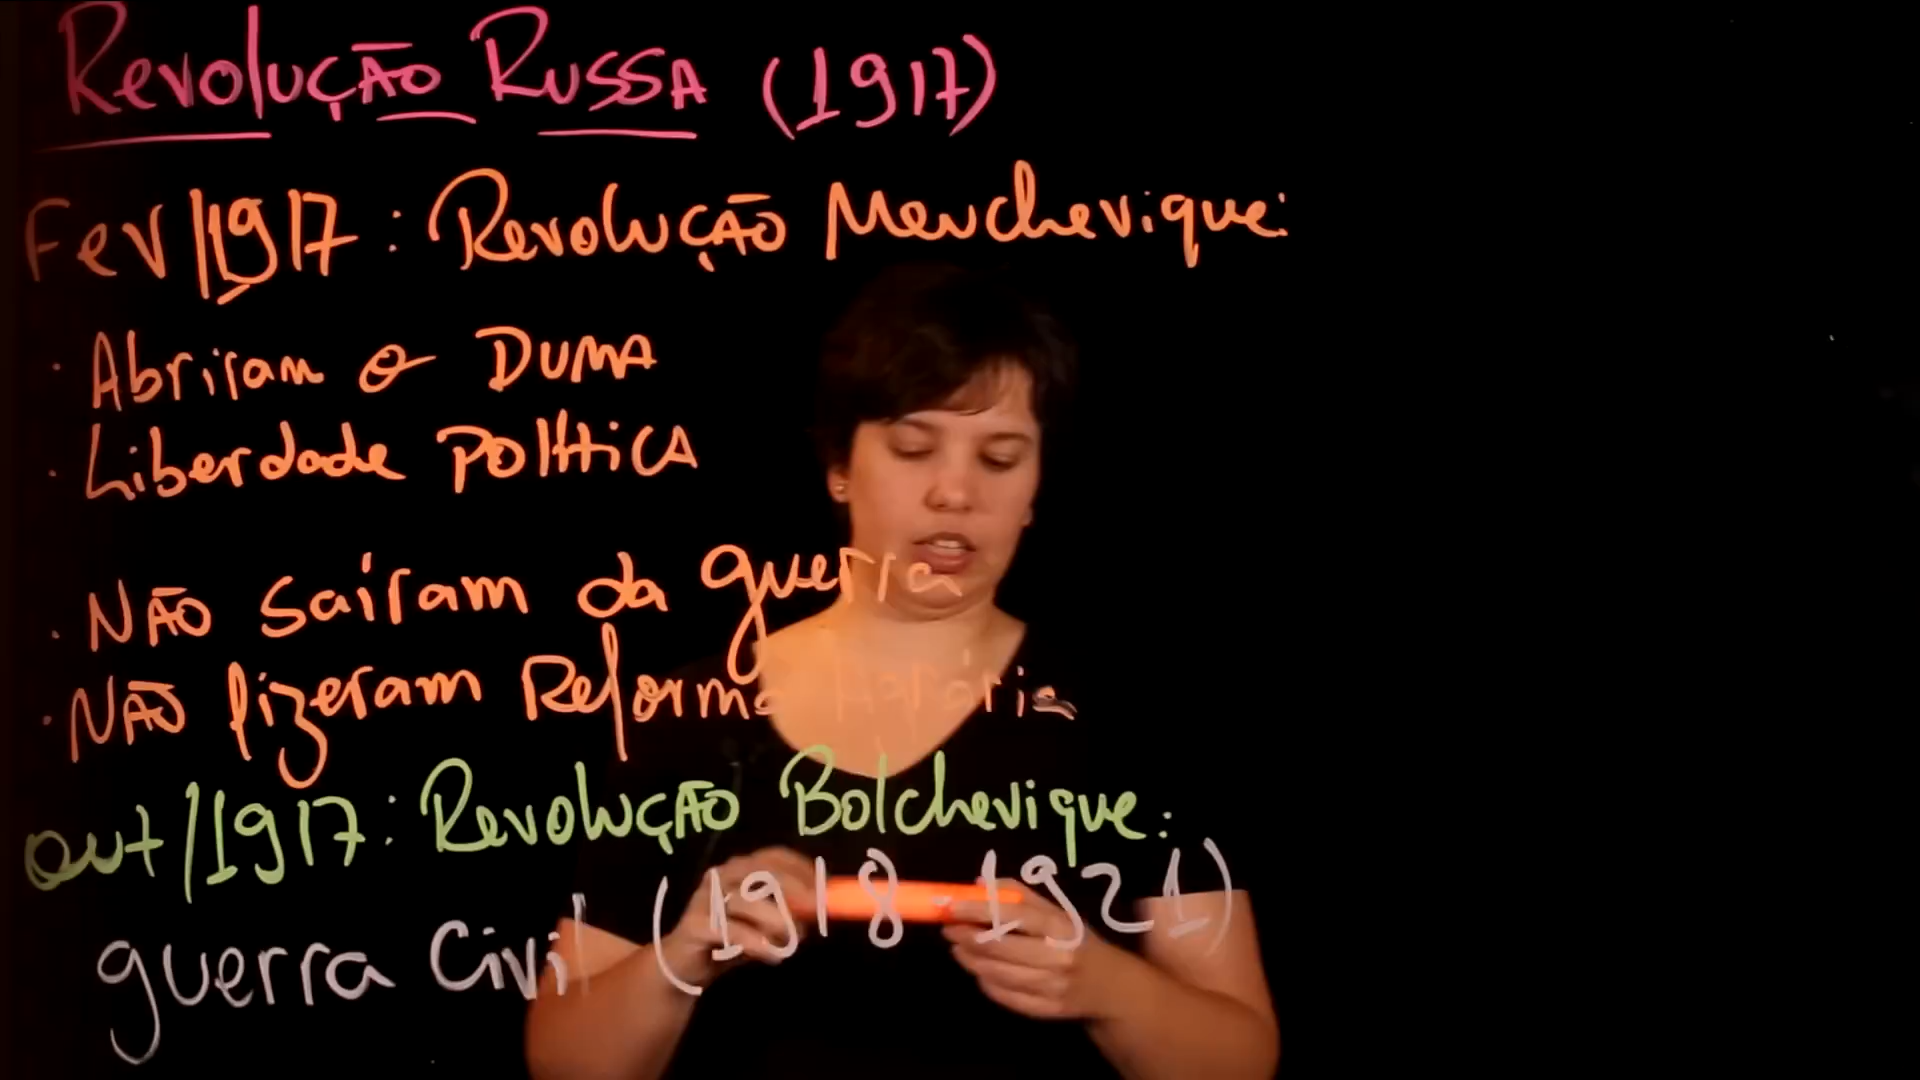 Revolução Russa (1917)
Fev/1917: Revolução Menchevique:
· Abriram a DUMA
· Liberdade Política
· NÃO saíram da guerra
· NÃO fizeram Reforma Agrária
Out/1917: Revolução Bolchevique:
guerra Civil (1918-1921)